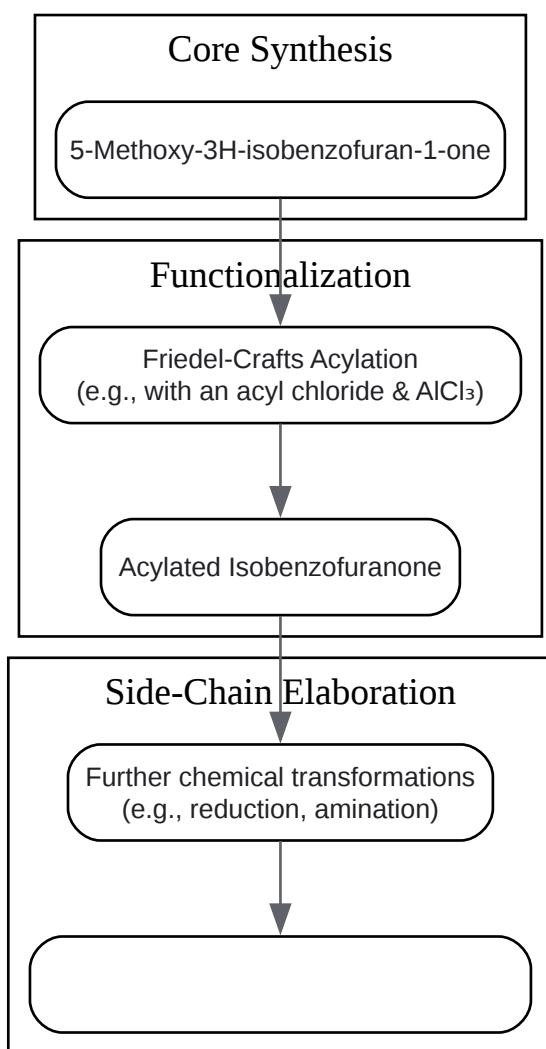 Core Synthesis
5-Methoxy-3H-isobenzofuran-1-one
Functionalization
Friedel-Crafts Acylation
(e.g., with an acyl chloride & AlCl₃)
Acylated Isobenzofuranone
Side-Chain Elaboration
Further chemical transformations
(e.g., reduction, amination)